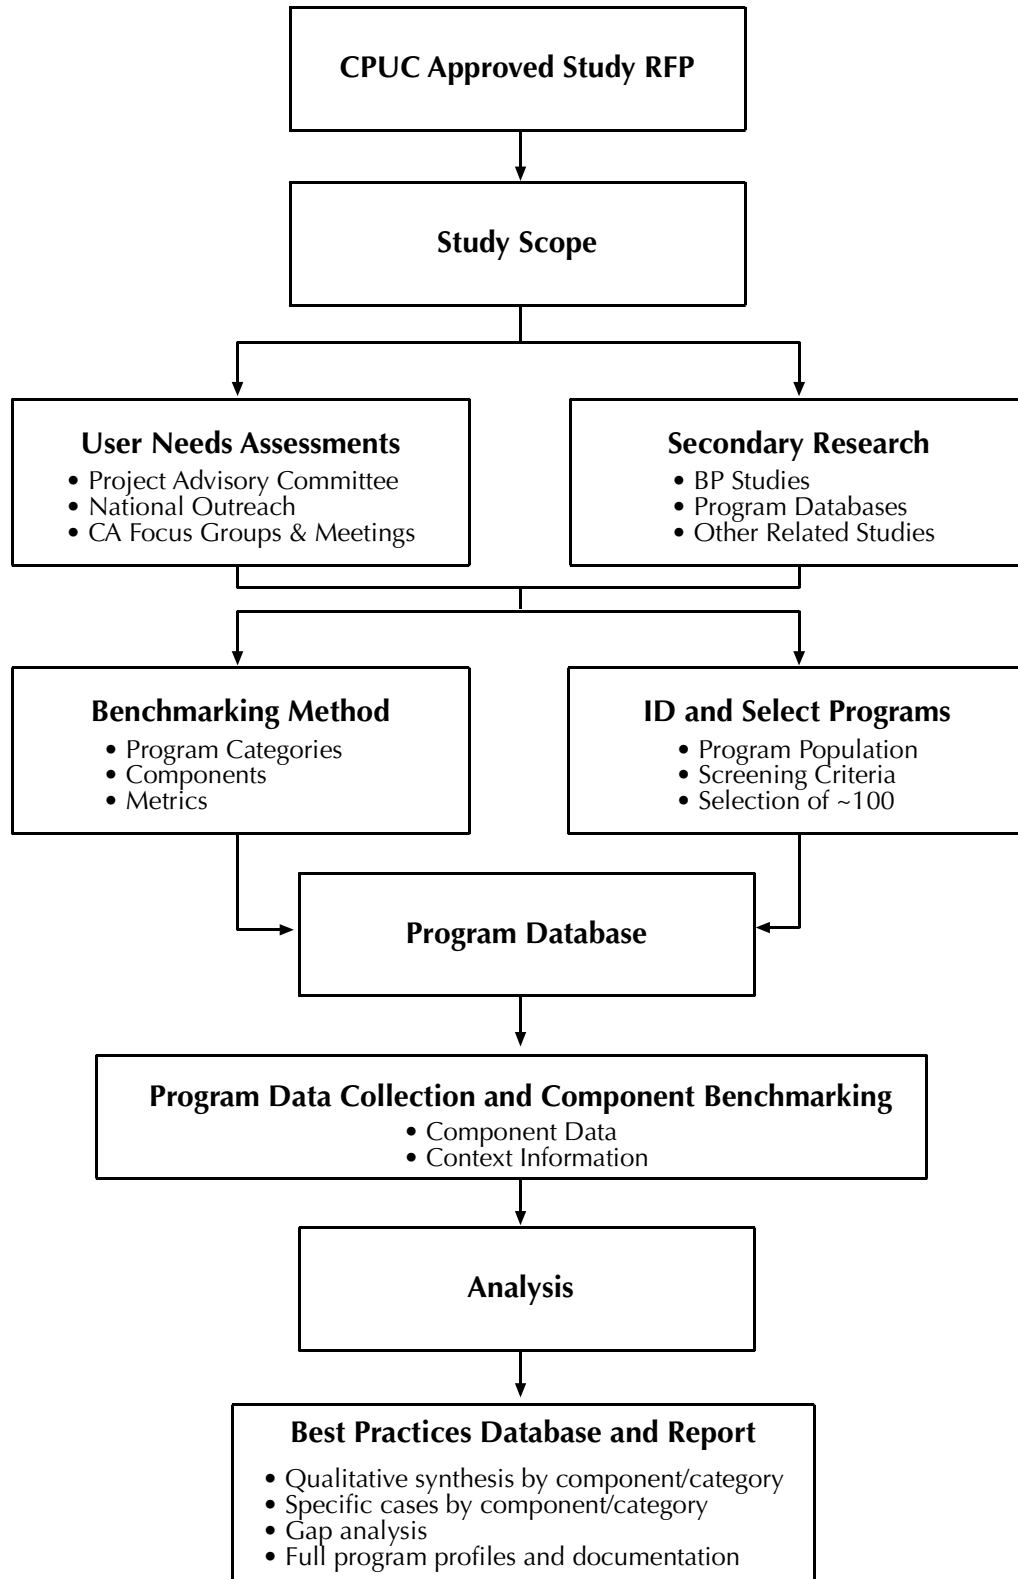 CPUC Approved Study RFP
Study Scope
User Needs Assessments
• Project Advisory Committee
• National Outreach
• CA Focus Groups & Meetings
Secondary Research
• BP Studies
• Program Databases
• Other Related Studies
Benchmarking Method
• Program Categories
• Components
• Metrics
ID and Select Programs
• Program Population
• Screening Criteria
• Selection of ~100
Program Database
Program Data Collection and Component Benchmarking
• Component Data
• Context Information
Analysis
Best Practices Database and Report
• Qualitative synthesis by component/category
• Specific cases by component/category
• Gap analysis
• Full program profiles and documentation